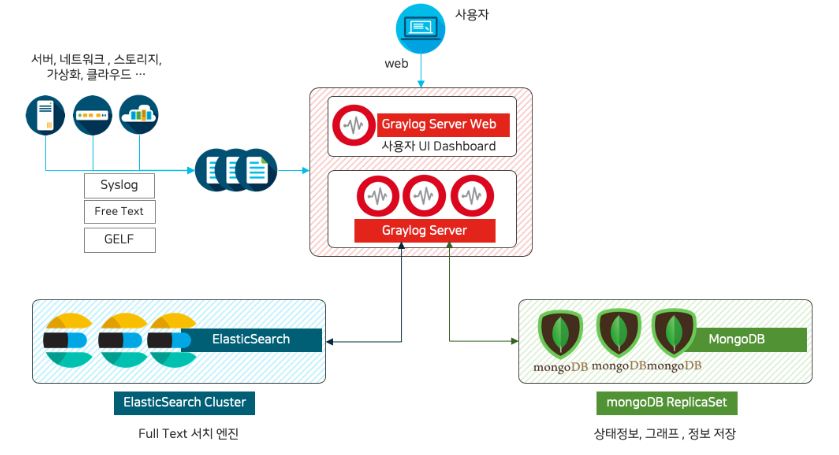 사용자
web
서버, 네트워크 , 스토리지,
가상화, 클라우드 …
Graylog Server Web
사용자 UI Dashboard
Syslog
Free Text
GELF
Graylog Server
ElasticSearch
mongoDB mongoDB mongoDB
MongoDB
ElasticSearch Cluster
mongoDB ReplicaSet
Full Text 서치 엔진
상태정보, 그래프 , 정보 저장